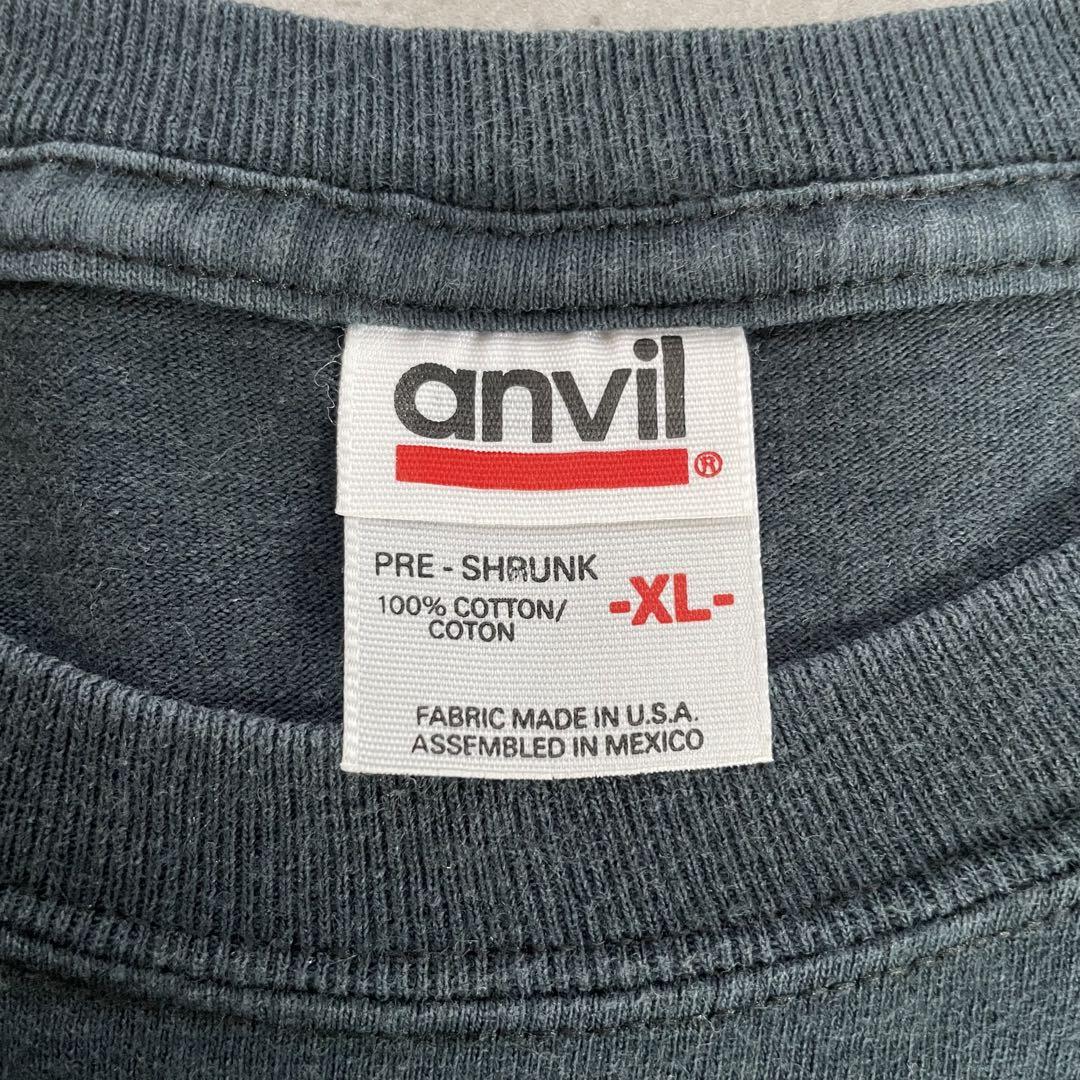 anvil
®
PRE - SHRUNK
-XL-
100% COTTON/
COTON
FABRIC MADE IN U.S.A.
ASSEMBLED IN MEXICO